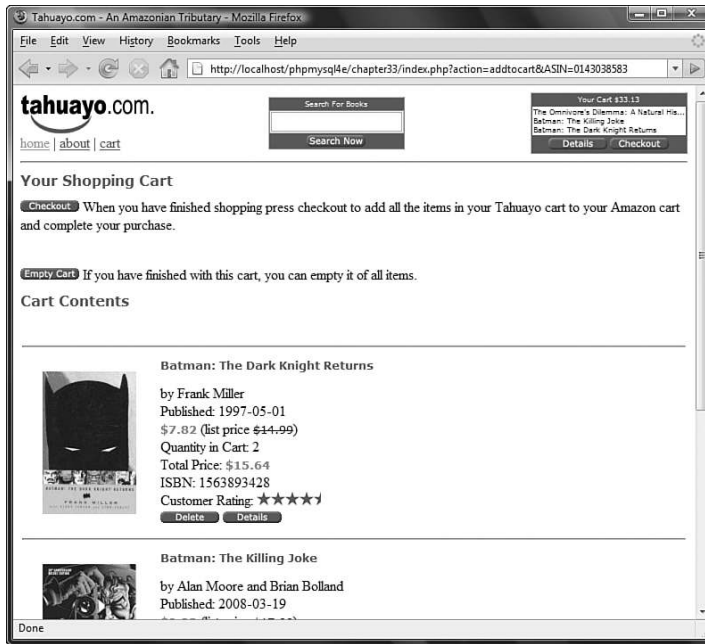 Tahuayo.com - An Amazonian Tributary - Mozilla Firefox
File Edit View History Bookmarks Tools Help
http://localhost/phpmysql4e/chapter33/index.php?action=addtocart&ASIN=0143038583
tahuayo.com.
home | about | cart
Search For Books
Search Now
Your Cart $33.13
The Omnivore's Dilemma: A Natural His...
Batman: The Killing Joke
Batman: The Dark Knight Returns
Details Checkout
Your Shopping Cart
Checkout When you have finished shopping press checkout to add all the items in your Tahuayo cart to your Amazon cart
and complete your purchase.
Empty Cart If you have finished with this cart, you can empty it of all items.
Cart Contents
Batman: The Dark Knight Returns
by Frank Miller
Published: 1997-05-01
$7.82 (list price $14.99)
Quantity in Cart: 2
Total Price: $15.64
ISBN: 1563893428
Customer Rating:
Delete Details
BATMAN: THE DARK KNIGHT RETURNS
FRANK MILLER
Batman: The Killing Joke
by Alan Moore and Brian Bolland
Published: 2008-03-19
Done